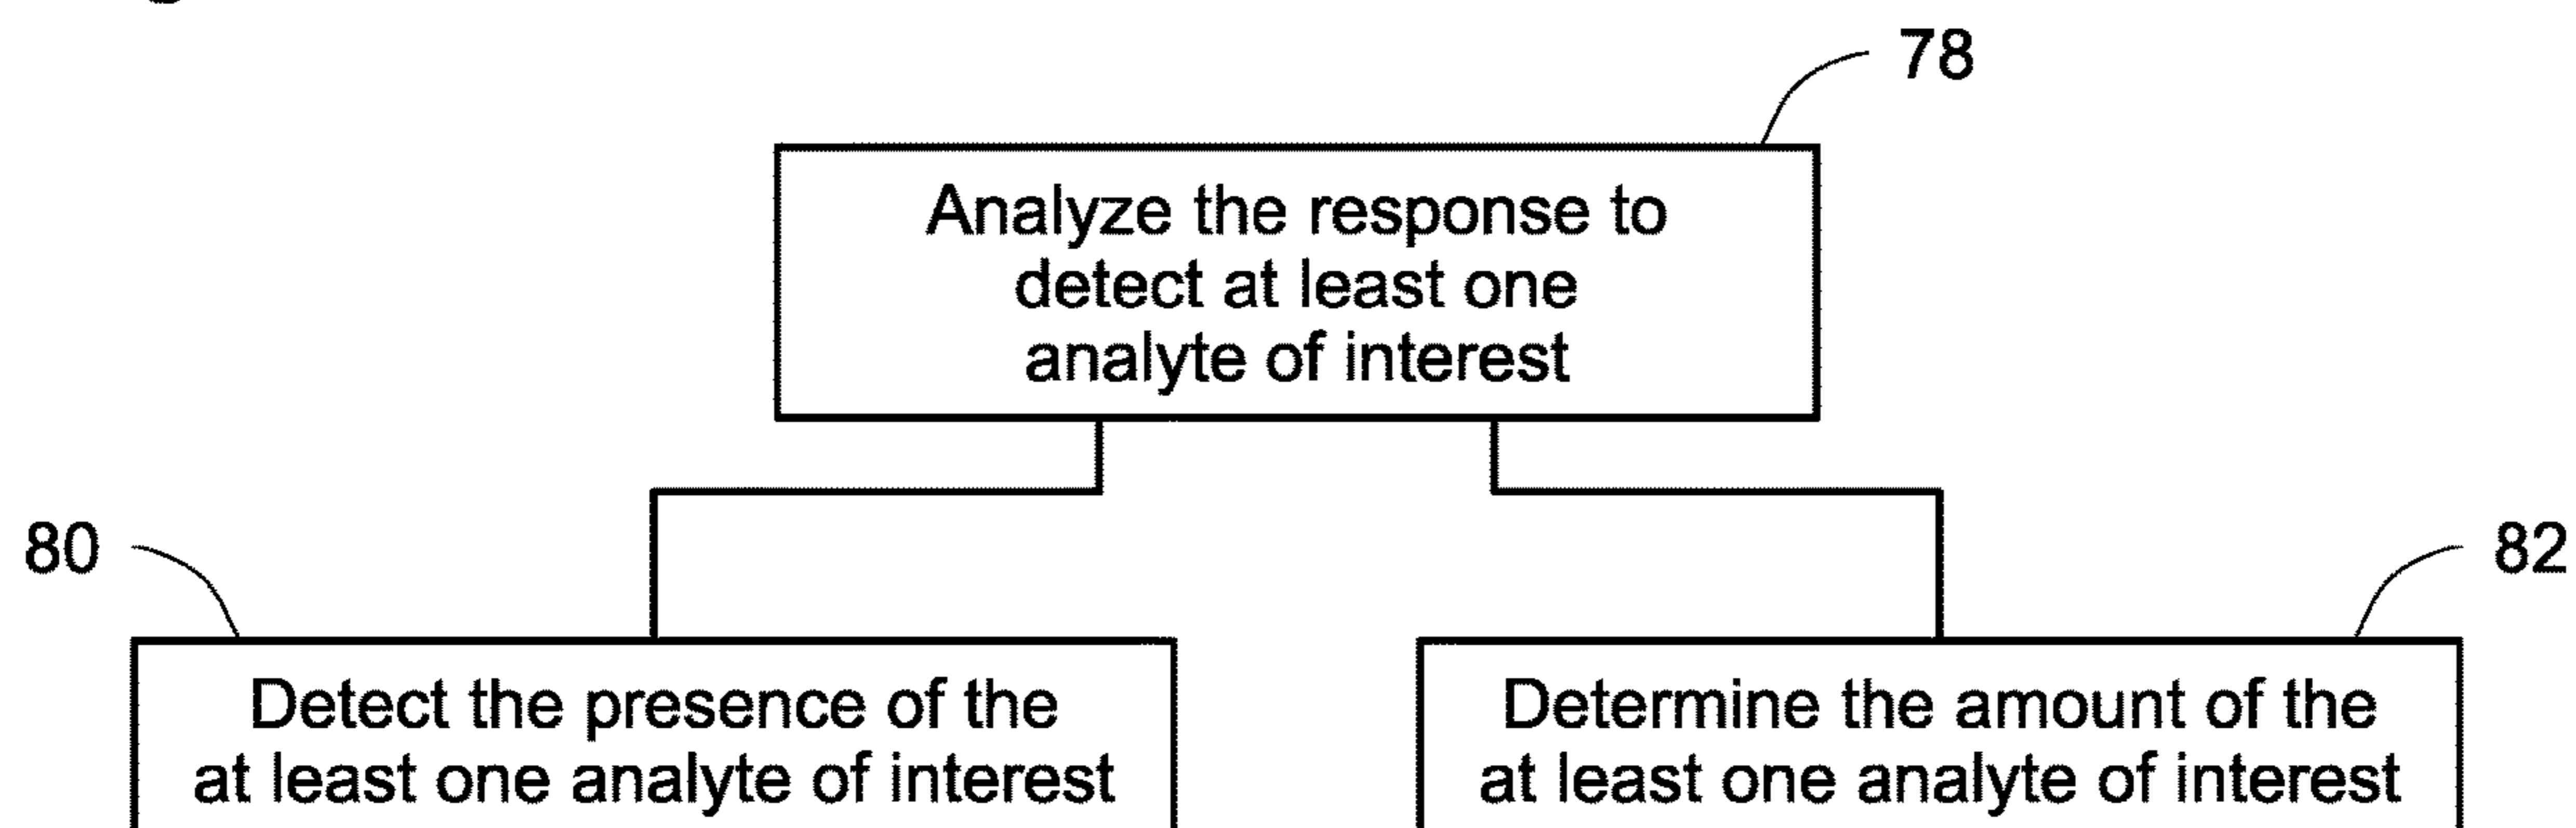 78
Analyze the response to
detect at least one
analyte of interest
80
82
Detect the presence of the
at least one analyte of interest
Determine the amount of the
at least one analyte of interest